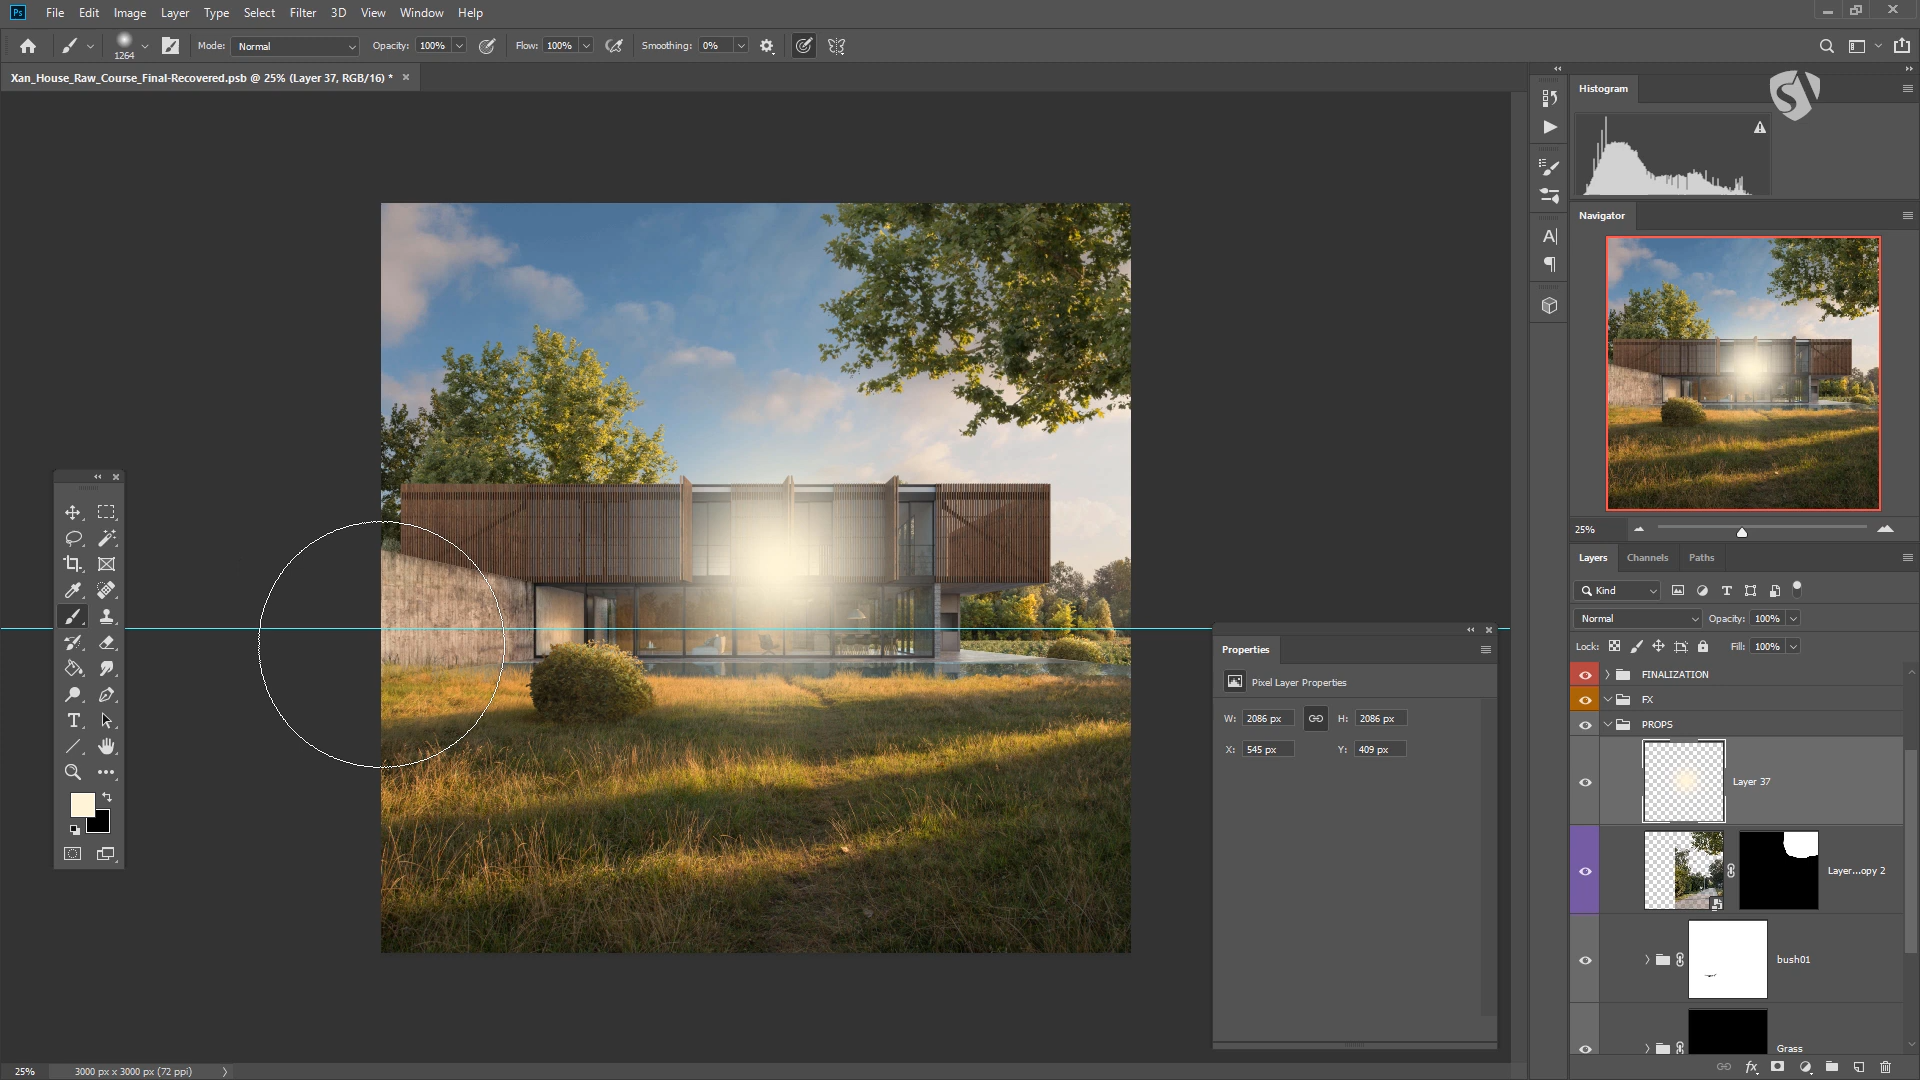 Ps File Edit Image Layer Type Select Filter 3D View Window Help
1264 Mode: Normal Opacity: 100% Flow: 100% Smoothing: 0%
Xan_House_Raw_Course_Final-Recovered.psb @ 25% (Layer 37, RGB/16) * ×
Histogram
Navigator
25%
Layers Channels Paths
Kind
Normal Opacity: 100%
Lock: Fill: 100%
FINALIZATION
FX
PROPS
Layer 37
Layer...opy 2
bush01
Grass
Properties
Pixel Layer Properties
W: 2086 px H: 2086 px
X: 545 px Y: 409 px
25% 3000 px x 3000 px (72 ppi)